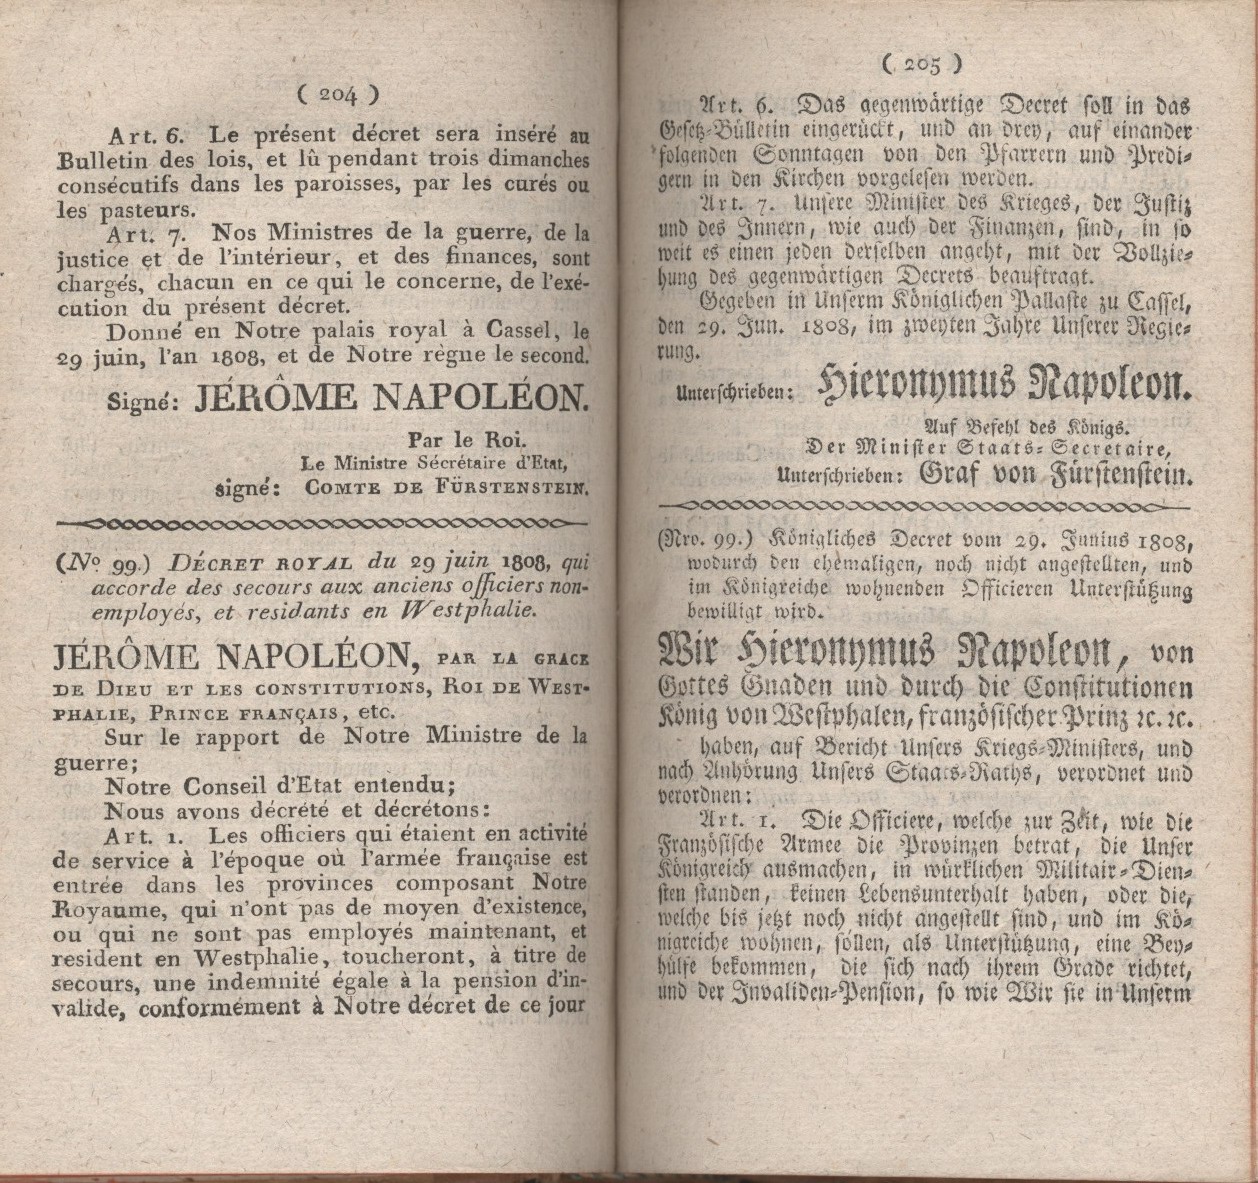 ( 204 )
Art. 6. Le présent décret sera inséré au
Bulletin des lois, et lû pendant trois dimanches
consécutifs dans les paroisses, par les curés ou
les pasteurs.
Art. 7. Nos Ministres de la guerre, de la
justice et de l'intérieur, et des finances, sont
chargés, chacun en ce qui le concerne, de l'exé-
cution du présent décret.
Donné en Notre palais royal à Cassel, le
29 juin, l'an 1808, et de Notre règne le second.
Signé: JÉRÔME NAPOLÉON.
Par le Roi.
Le Ministre Sécrétaire d'Etat,
signé: COMTE DE FÜRSTENSTEIN.
(No. 99.) DÉCRET ROYAL du 29 juin 1808, qui
accorde des secours aux anciens officiers non-
employés, et residants en Westphalie.
JÉRÔME NAPOLÉON, PAR LA GRACE
DE DIEU ET LES CONSTITUTIONS, ROI DE WEST-
PHALIE, PRINCE FRANÇAIS, etc.
Sur le rapport de Notre Ministre de la
guerre;
Notre Conseil d'Etat entendu;
Nous avons décrété et décrétons:
Art. 1. Les officiers qui étaient en activité
de service à l'époque où l'armée française est
entrée dans les provinces composant Notre
Royaume, qui n'ont pas de moyen d'existence,
ou qui ne sont pas employés maintenant, et
resident en Westphalie, toucheront, à titre de
secours, une indemnité égale à la pension d'in-
valide, conformément à Notre décret de ce jour
( 205 )
Art. 6. Das gegenwärtige Decret soll in das
Gesetz-Bülletin eingerückt, und an drey, auf einander
folgenden Sonntagen von den Pfarrern und Predi-
gern in den Kirchen vorgelesen werden.
Art. 7. Unsere Minister des Krieges, der Justiz
und des Innern, wie auch der Finanzen, sind, in so
weit es einen jeden derselben angeht, mit der Vollzie-
hung des gegenwärtigen Decrets beauftragt.
Gegeben in Unserm Königlichen Pallaste zu Cassel,
den 29. Jun. 1808, im zweyten Jahre Unserer Regie-
rung.
Unterschrieben: Hieronymus Napoleon.
Auf Befehl des Königs.
Der Minister Staats-Secretaire,
Unterschrieben: Graf von Fürstenstein.
(Nro. 99.) Königliches Decret vom 29. Junius 1808,
wodurch den ehemaligen, noch nicht angestellten, und
im Königreiche wohnenden Officieren Unterstützung
bewilligt wird.
Wir Hieronymus Napoleon, von
Gottes Gnaden und durch die Constitutionen
König von Westphalen, französischer Prinz ꝛc. ꝛc.
haben, auf Bericht Unsers Kriegs-Ministers, und
nach Anhörung Unsers Staats-Raths, verordnet und
verordnen:
Art. 1. Die Officiere, welche zur Zeit, wie die
Französische Armee die Provinzen betrat, die Unser
Königreich ausmachen, in würklichen Militair-Dien-
sten standen, keinen Lebensunterhalt haben, oder die,
welche bis jetzt noch nicht angestellt sind, und im Kö-
nigreiche wohnen, sollen, als Unterstützung, eine Bey-
hülfe bekommen, die sich nach ihrem Grade richtet,
und der Invaliden-Pension, so wie Wir sie in Unserm